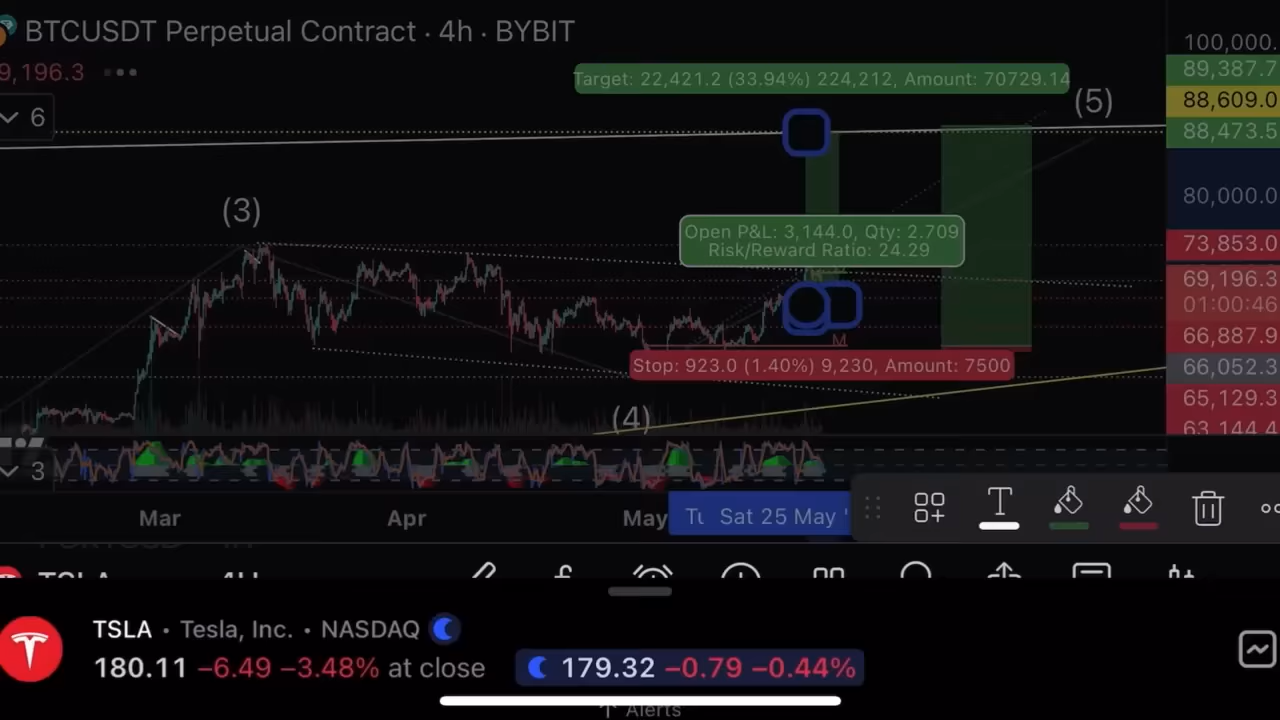 BTCUSDT Perpetual Contract · 4h · BYBIT
9,196.3
6
Target: 22,421.2 (33.94%) 224,212, Amount: 70729.14
(5)
(3)
Open P&L: 3,144.0, Qty: 2.709
Risk/Reward Ratio: 24.29
M
Stop: 923.0 (1.40%) 9,230, Amount: 7500
(4)
100,000.
89,387.7
88,609.0
88,473.5
80,000.0
73,853.0
69,196.3
01:00:46
66,887.9
66,052.3
65,129.3
63,144.4
3
Mar
Apr
May
Tu
Sat 25 May '
T
TSLA
4H
TSLA · Tesla, Inc. · NASDAQ
180.11 −6.49 −3.48% at close
179.32 −0.79 −0.44%
Alerts